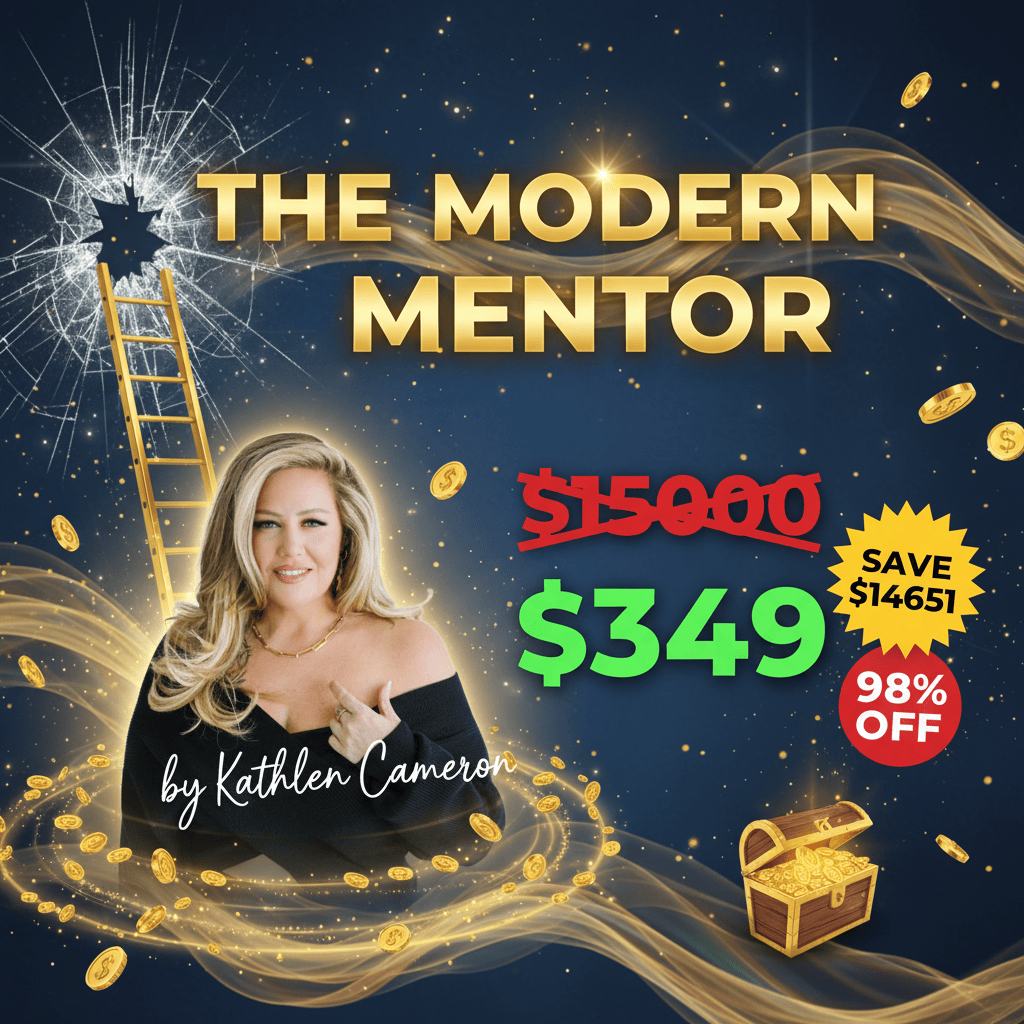 THE MODERN
MENTOR
$15000
$349
SAVE
$14651
98%
OFF
by Kathlen Cameron